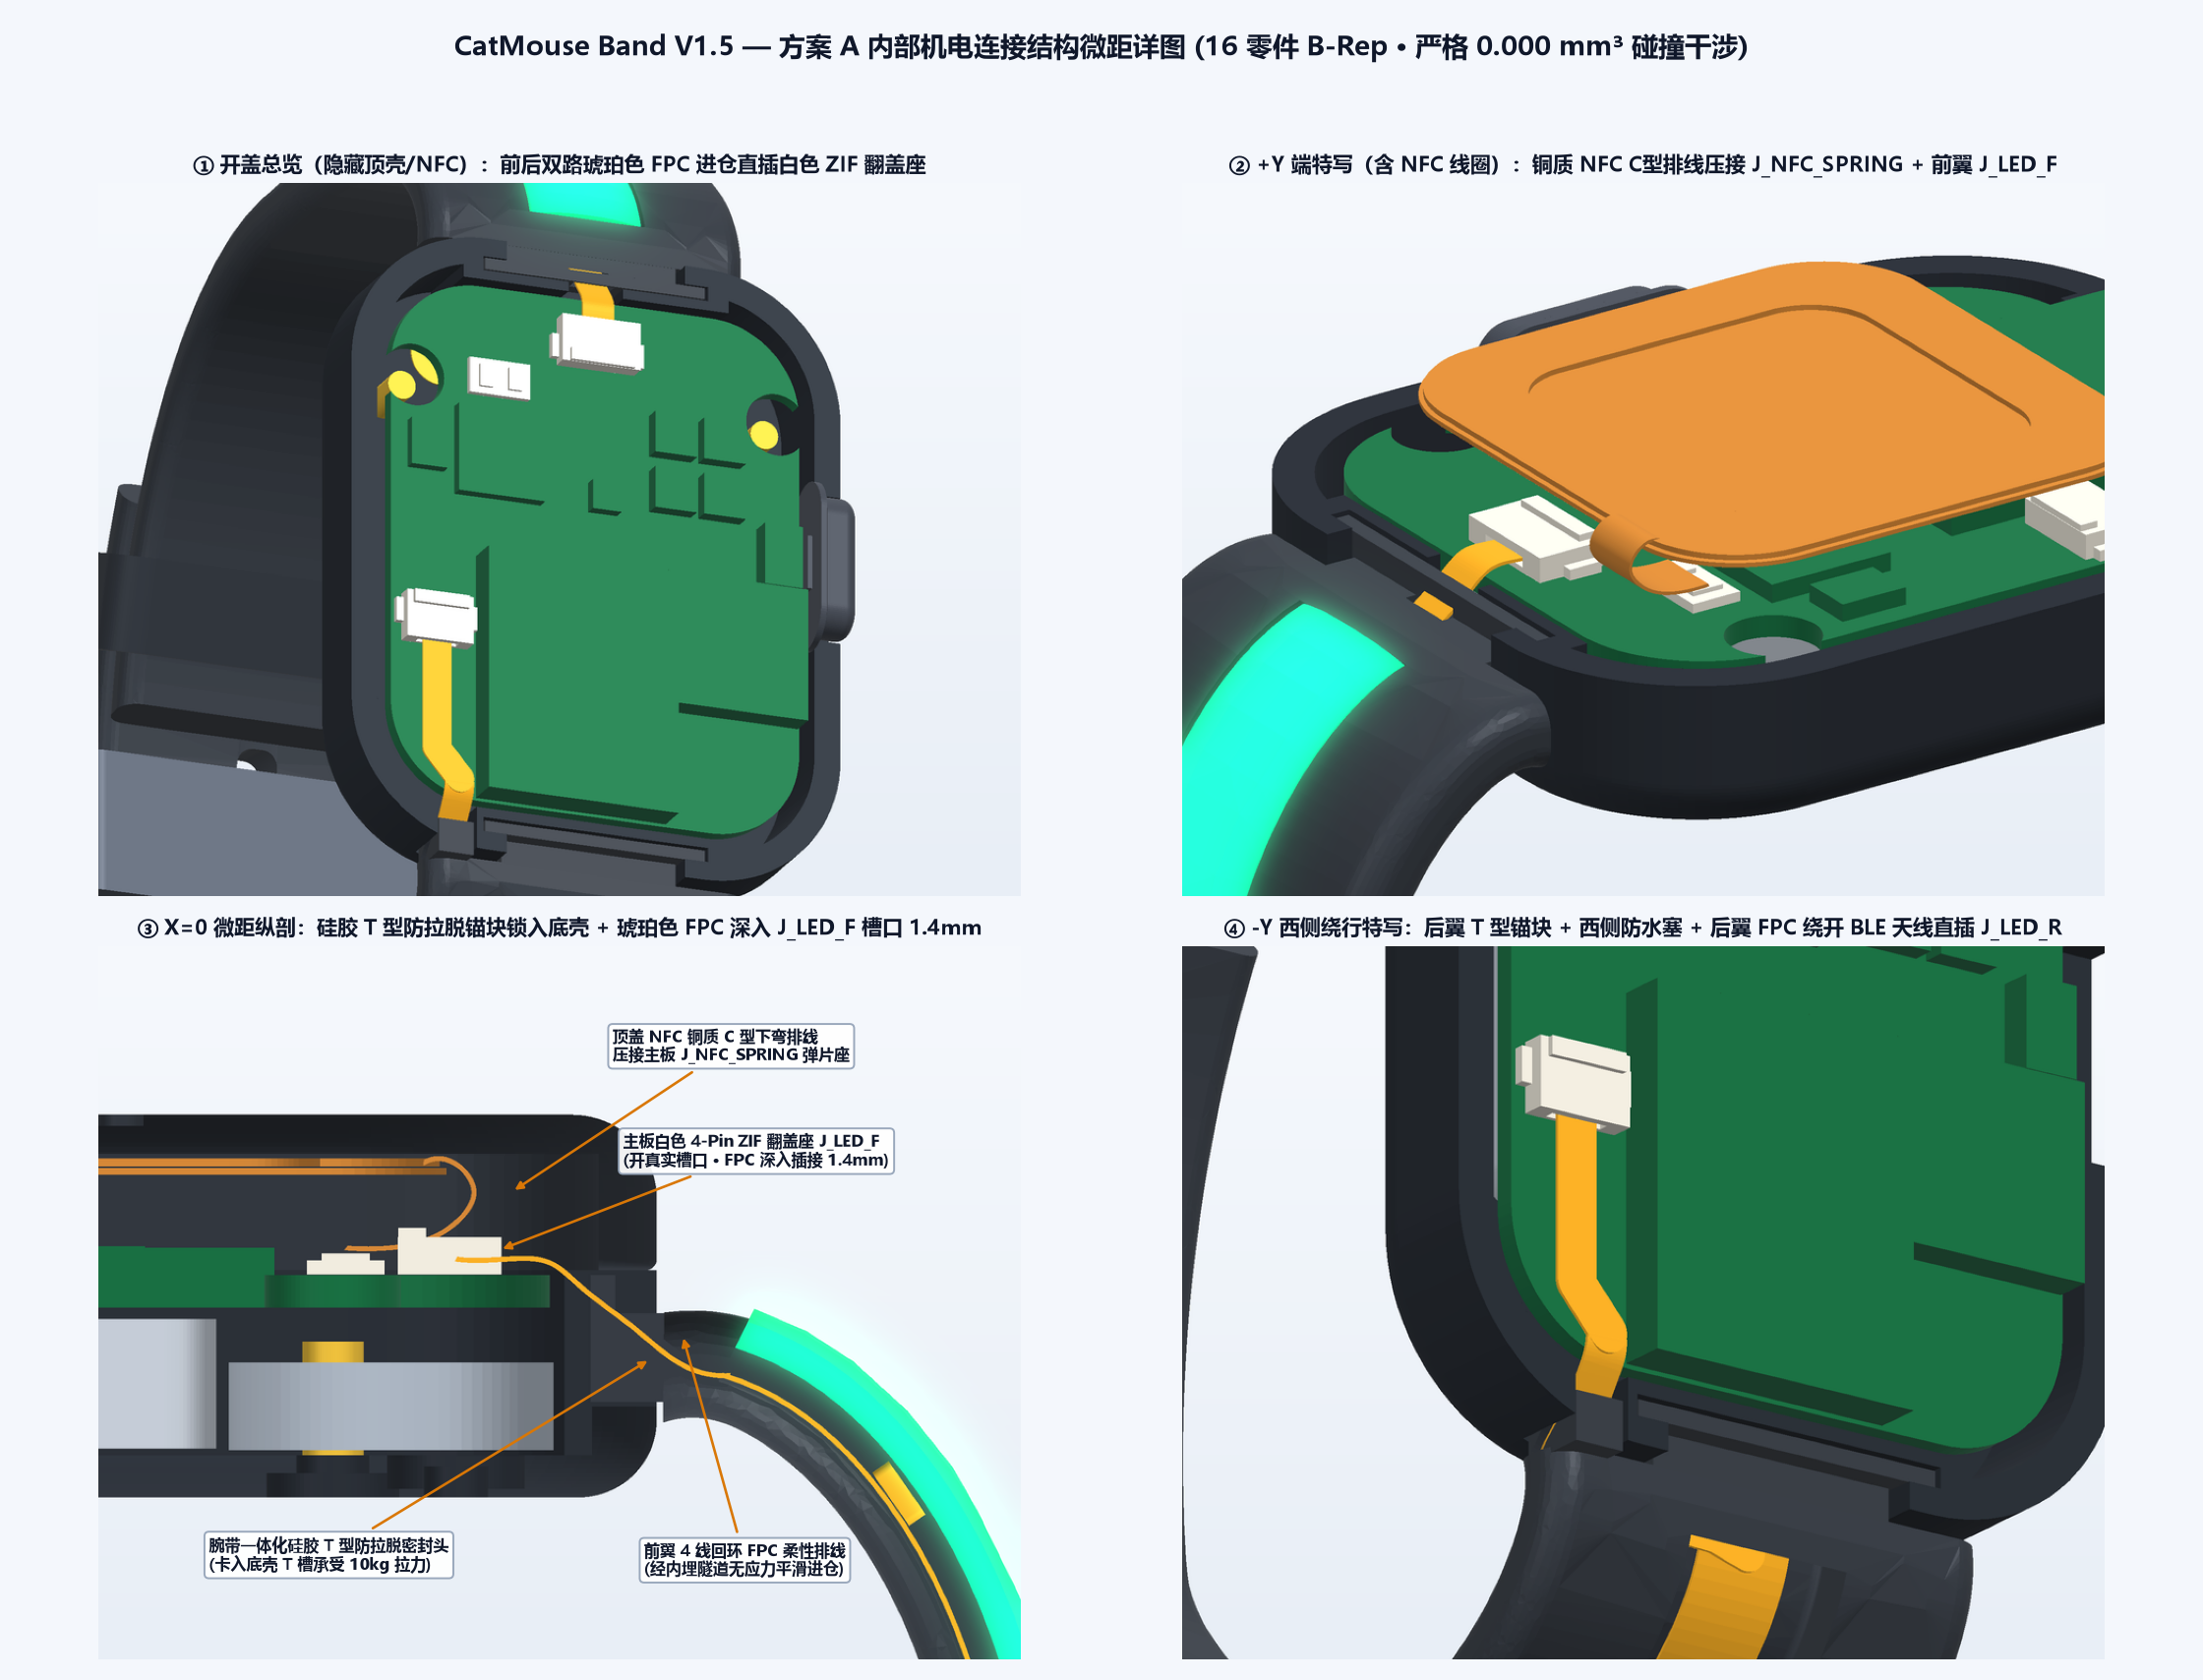 CatMouse Band V1.5 — 方案 A 内部机电连接结构微距详图 (16 零件 B-Rep • 严格 0.000 mm³ 碰撞干涉)
① 开盖总览（隐藏顶壳/NFC）: 前后双路琥珀色 FPC 进仓直插白色 ZIF 翻盖座
② +Y 端特写（含 NFC 线圈）: 铜质 NFC C型排线压接 J_NFC_SPRING + 前翼 J_LED_F
③ X=0 微距纵剖: 硅胶 T 型防拉脱锚块锁入底壳 + 琥珀色 FPC 深入 J_LED_F 槽口 1.4mm
④ -Y 西侧绕行特写: 后翼 T 型锚块 + 西侧防水塞 + 后翼 FPC 绕开 BLE 天线直插 J_LED_R
顶盖 NFC 铜质 C 型下弯排线
压接主板 J_NFC_SPRING 弹片座
主板白色 4-Pin ZIF 翻盖座 J_LED_F
(开真实槽口 • FPC 深入插接 1.4mm)
腕带一体化硅胶 T 型防拉脱密封头
(卡入底壳 T 槽承受 10kg 拉力)
前翼 4 线回环 FPC 柔性排线
(经内埋隧道无应力平滑进仓)